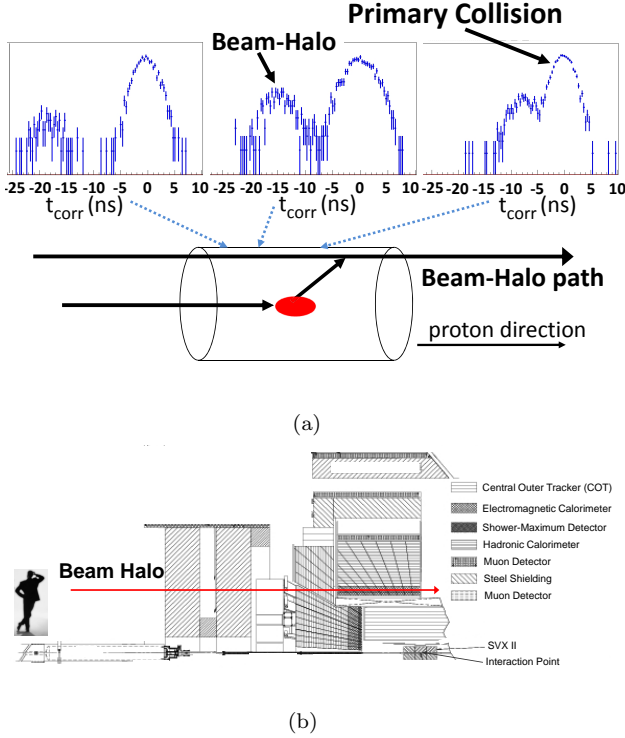 Primary Collision
Beam-Halo
-25 -20 -15 -10 -5 0 5 10
-25 -20 -15 -10 -5 0 5 10
-25 -20 -15 -10 -5 0 5 10
tcorr (ns)
tcorr (ns)
tcorr (ns)
Beam-Halo path
proton direction
(a)
Central Outer Tracker (COT)
Electromagnetic Calorimeter
Shower-Maximum Detector
Hadronic Calorimeter
Muon Detector
Steel Shielding
Muon Detector
Beam Halo
SVX II
Interaction Point
(b)